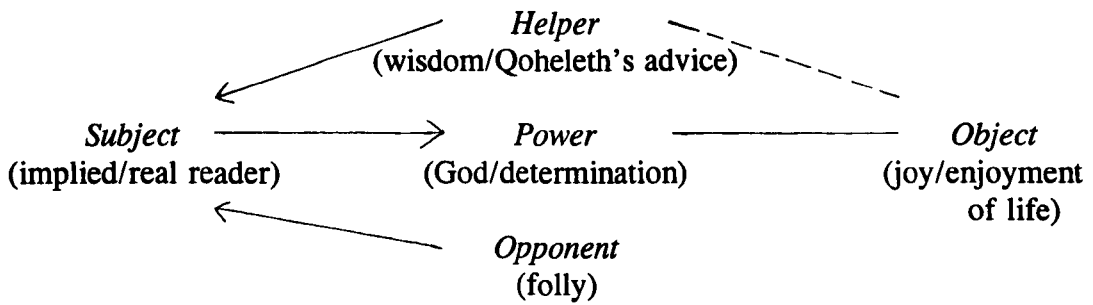 Helper
(wisdom/Qoheleth's advice)
Subject Power Object
(implied/real reader) (God/determination) (joy/enjoyment
of life)
Opponent
(folly)